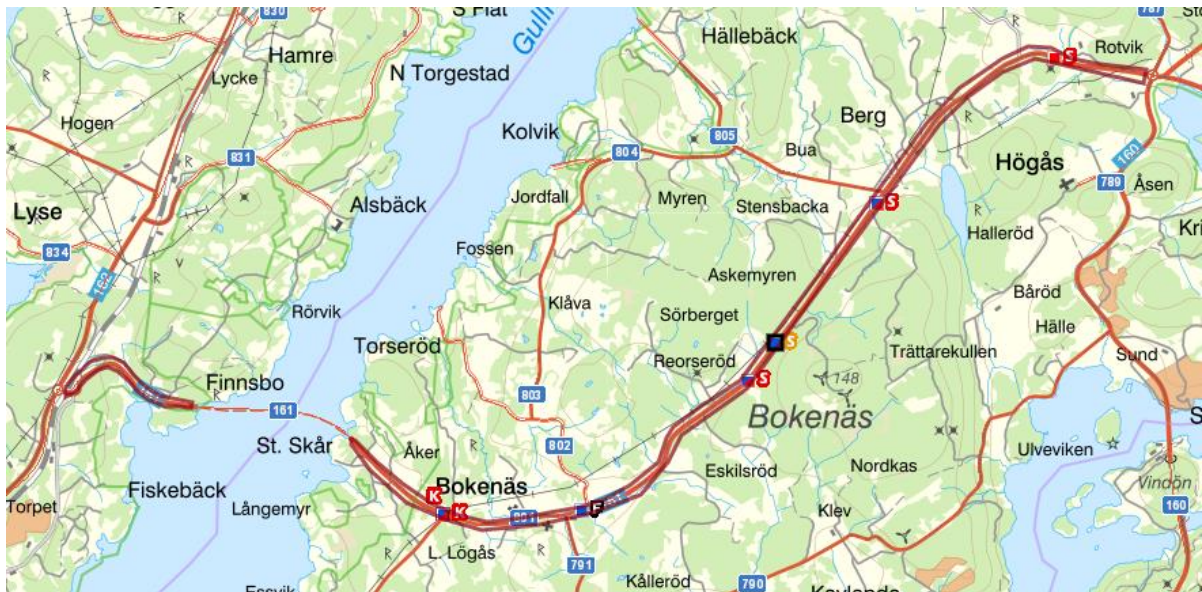 830
S Flat
Hamre
Lycke
N Torgestad
Hällebäck
787
Rotvik
S
Hogen
831
Kolvik
804
805
Berg
Bua
160
Högås
789
Åsen
Lyse
Alsbäck
Jordfall
Myren
Stensbacka
S
834
Fossen
Halleröd
162
Askemyren
Rörvik
Klåva
Båröd
Sörberget
Hälle
Torseröd
S
Reorseröd
Trättarekullen
Sund
Finnsbo
803
S
148
161
Bokenäs
St. Skår
Åker
802
Ulveviken
Eskilsröd
Nordkas
Fiskebäck
K
Bokenäs
Vindön
Torpet
Långemyr
K
F
Klev
160
L. Lögås
791
Kålleröd
790